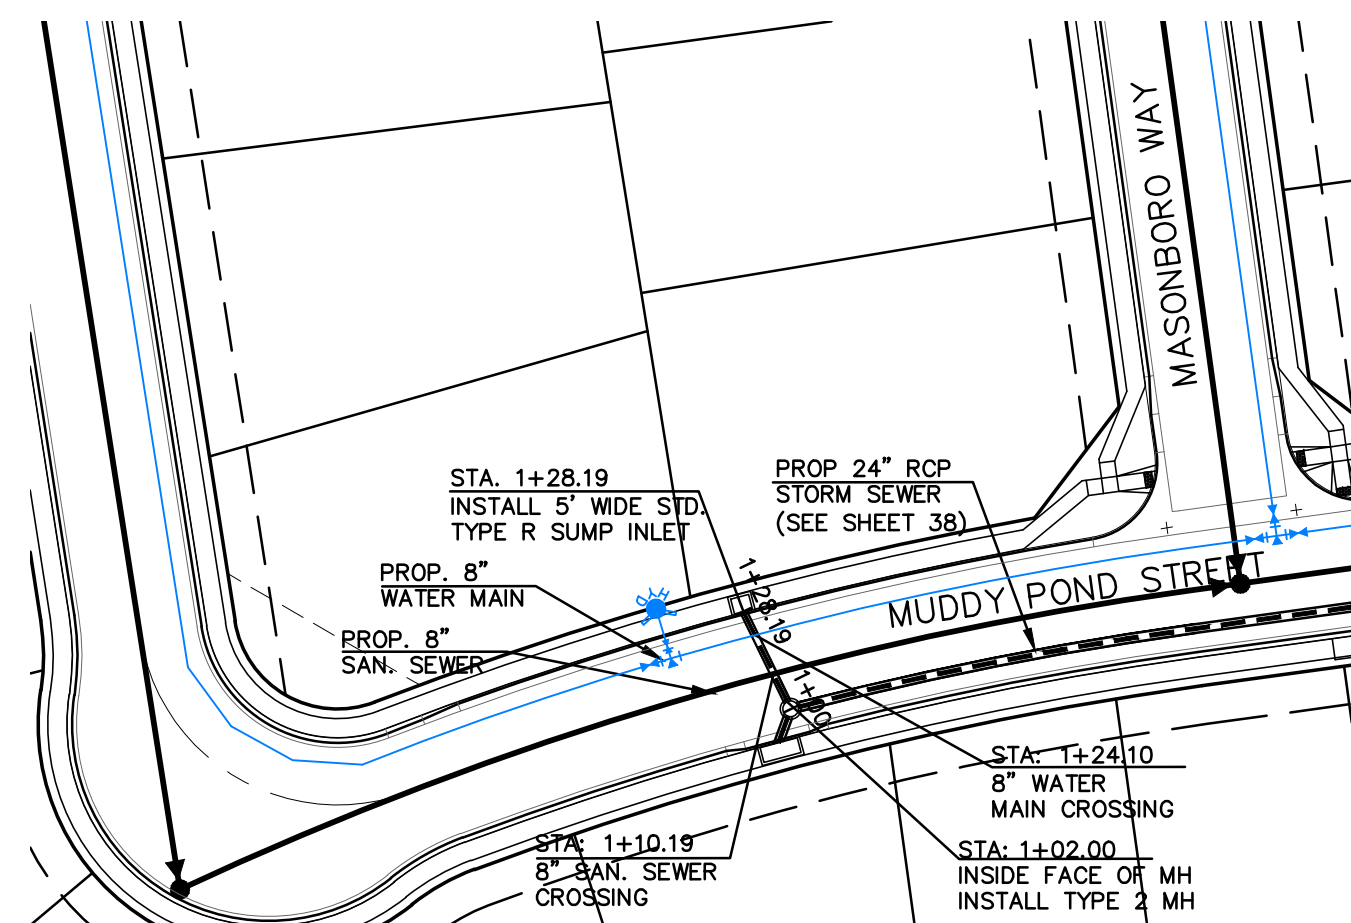 MASONBORO WAY
STA. 1+28.19
INSTALL 5' WIDE STD.
TYPE R SUMP INLET
PROP 24" RCP
STORM SEWER
(SEE SHEET 38)
PROP. 8"
WATER MAIN
HYD
1+28.19
MUDDY POND STREET
PROP. 8"
SAN. SEWER
1+00
STA: 1+24.10
8" WATER
MAIN CROSSING
STA: 1+10.19
8" SAN. SEWER
CROSSING
STA: 1+02.00
INSIDE FACE OF MH
INSTALL TYPE 2 MH